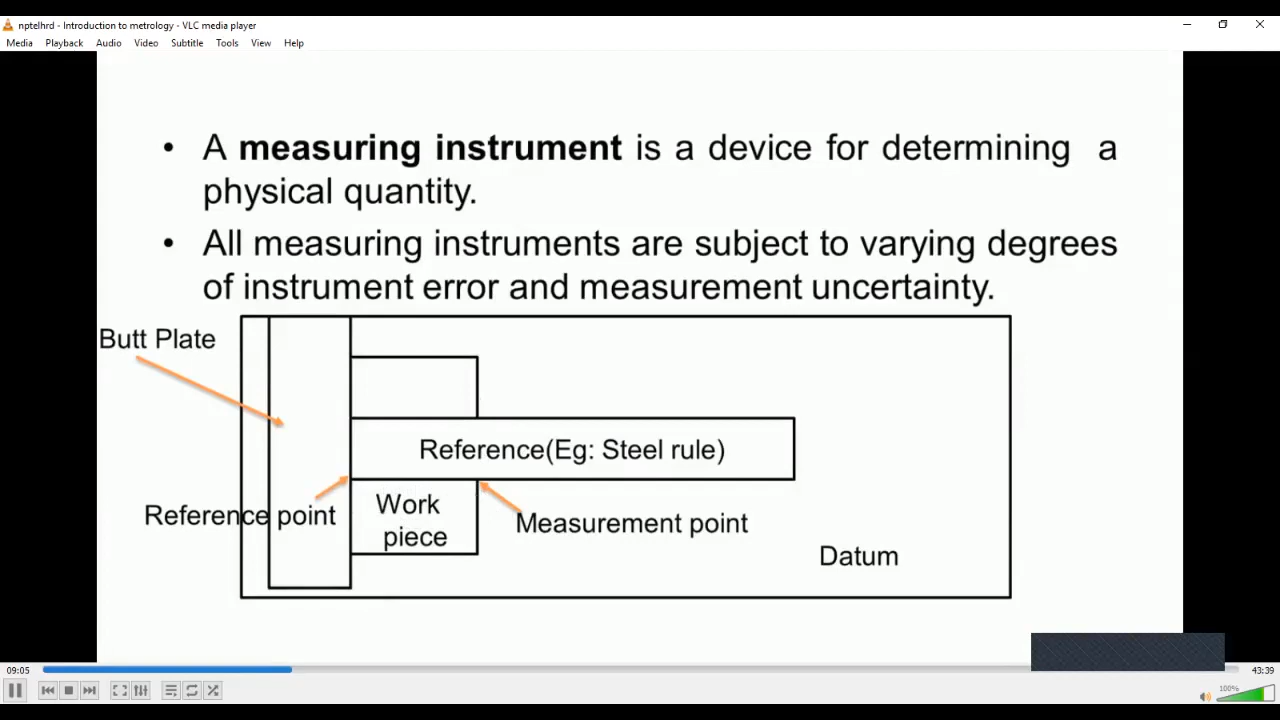 nptelhrd - Introduction to metrology - VLC media player
Media Playback Audio Video Subtitle Tools View Help
• A measuring instrument is a device for determining a
physical quantity.
• All measuring instruments are subject to varying degrees
of instrument error and measurement uncertainty.
Butt Plate
Reference(Eg: Steel rule)
Reference point
Work
piece
Measurement point
Datum
09:05
43:39
100%